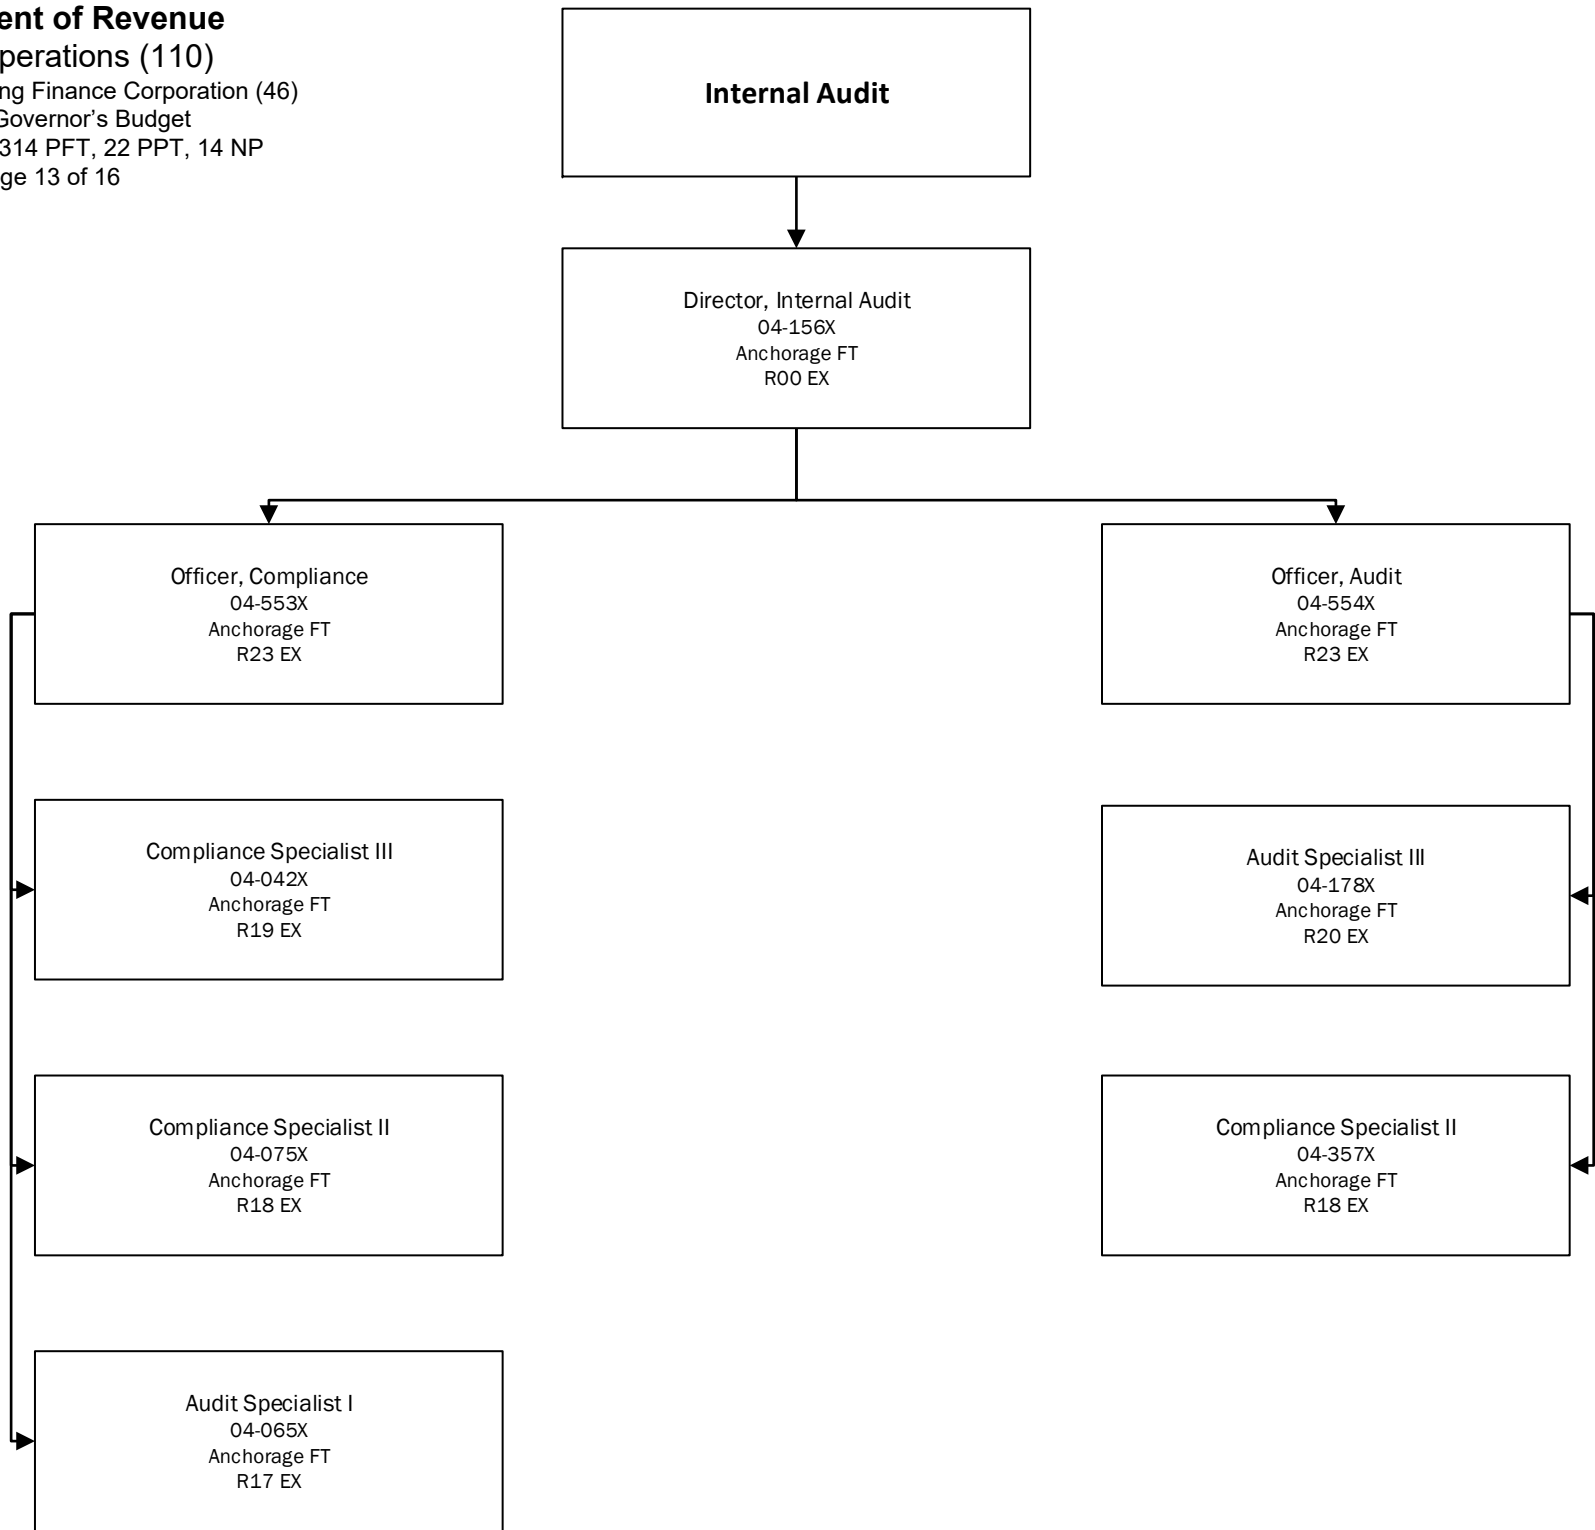 of Revenue
(110)
Finance Corporation (46)
Governor's Budget
314 PFT, 22 PPT, 14 NP
13 of 16
Internal Audit
Director, Internal Audit
04-156X
Anchorage FT
R00 EX
Officer, Compliance
04-553X
Anchorage FT
R23 EX
Officer, Audit
04-554X
Anchorage FT
R23 EX
Compliance Specialist III
04-042X
Anchorage FT
R19 EX
Audit Specialist III
04-178X
Anchorage FT
R20 EX
Compliance Specialist II
04-075X
Anchorage FT
R18 EX
Compliance Specialist II
04-357X
Anchorage FT
R18 EX
Audit Specialist I
04-065X
Anchorage FT
R17 EX